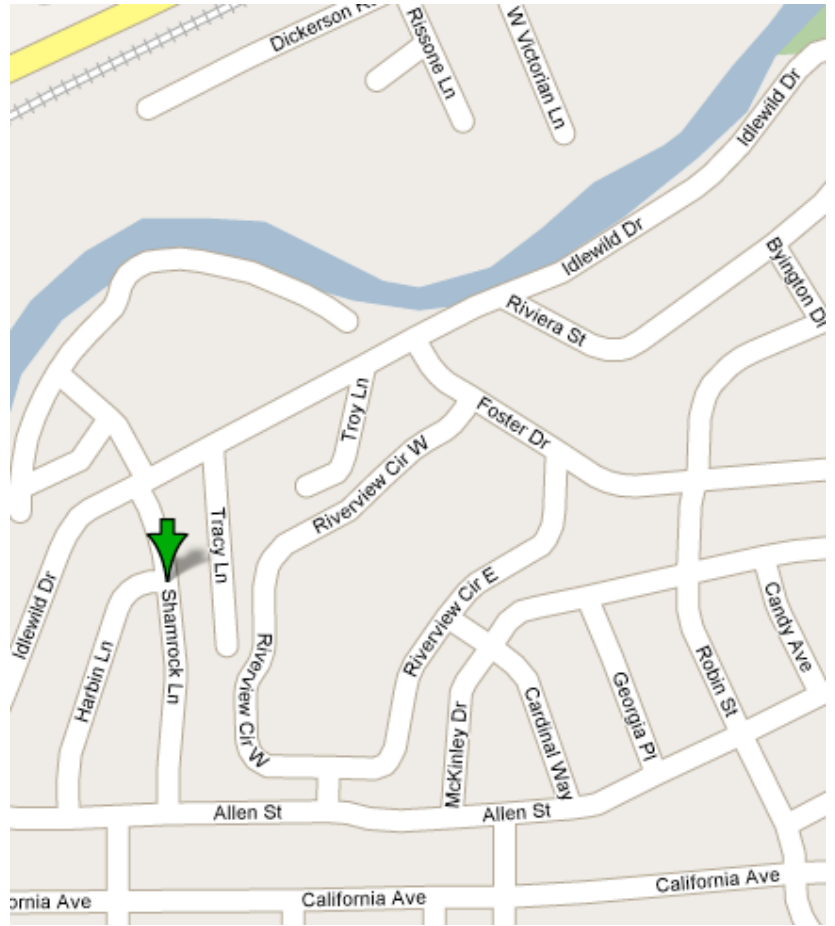 Dickerson R
Rissone Ln
W Victorian Ln
Idlewild Dr
Idlewild Dr
Byington Dr
Riviera St
Troy Ln
Foster Dr
Riverview Cir W
Tracy Ln
Idlewild Dr
Shamrock Ln
Harbin Ln
Riverview Cir E
Riverview Cir W
Candy Ave
Robin St
Georgia Pl
Cardinal Way
McKinley Dr
Allen St
Allen St
ornia Ave
California Ave
California Ave